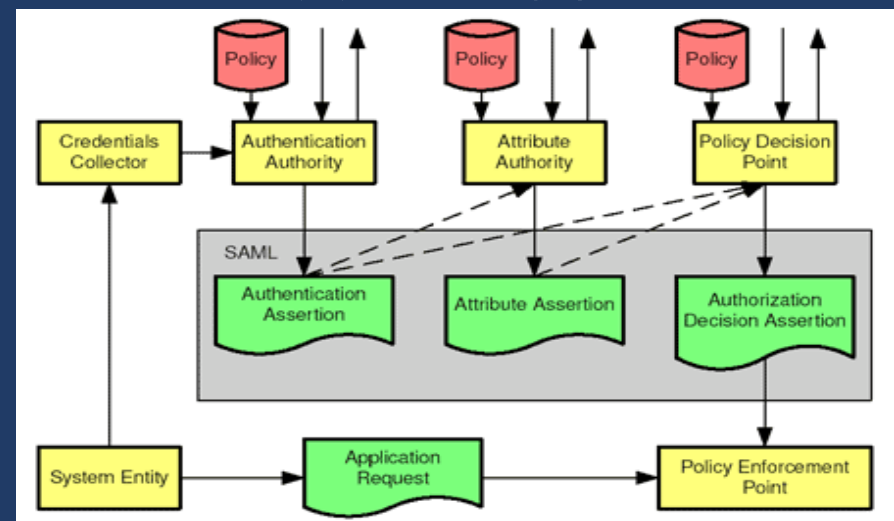 Policy
Policy
Policy
Credentials
Collector
Authentication
Authority
Attribute
Authority
Policy Decision
Point
SAML
Authentication
Assertion
Attribute Assertion
Authorization
Decision Assertion
System Entity
Application
Request
Policy Enforcement
Point